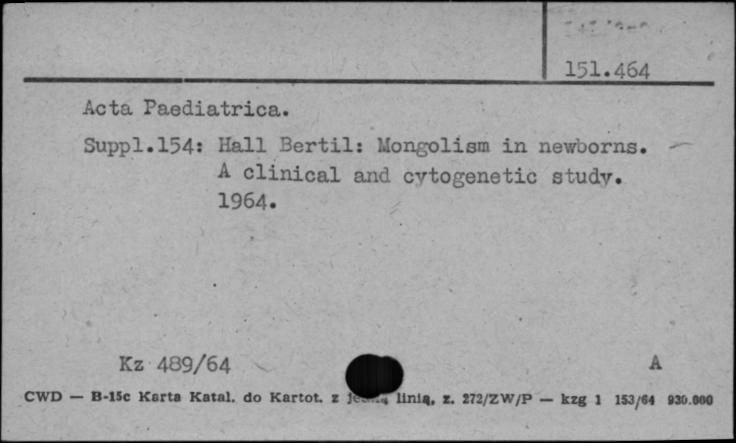 151.464
Acta Paediatrica.
Suppl.154: Hall Bertil: Mongolism in newborns.
A clinical and cytogenetic study.
1964.
Kz 489/64 A
CWD — B-15c Karta Katal. do Kartot. z linią, z. 272/ZW/P — kzg 1 153/64 930.000